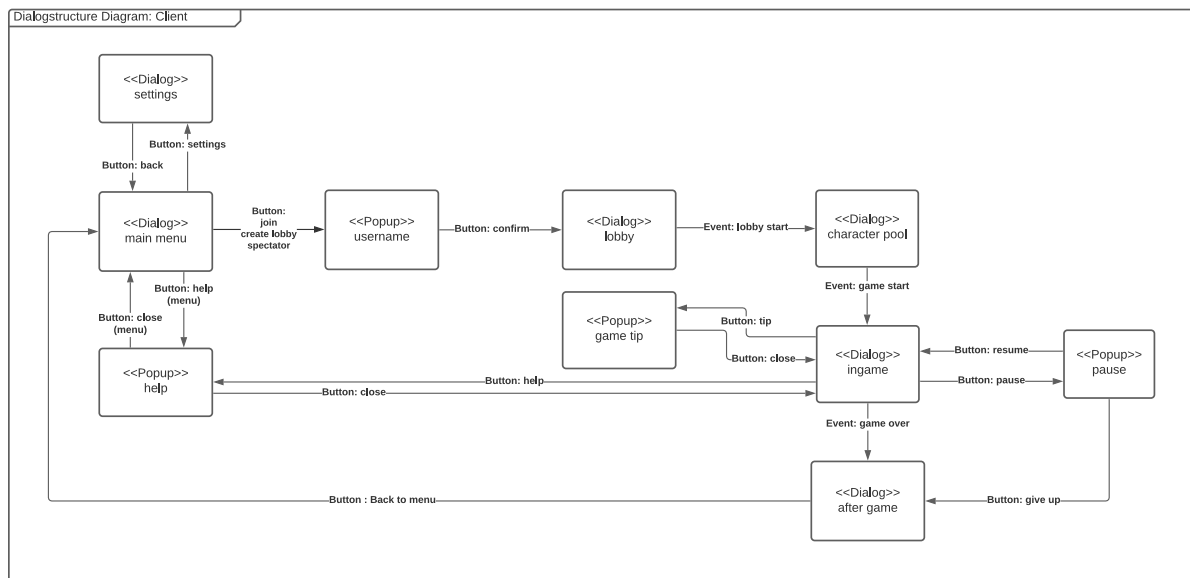 Dialogstructure Diagram: Client
<<Dialog>>
settings
Button: settings
Button: back
<<Dialog>>
main menu
Button:
join
create lobby
spectator
<<Popup>>
username
Button: confirm
<<Dialog>>
lobby
Event: lobby start
<<Dialog>>
character pool
Button: help
(menu)
Button: close
(menu)
Event: game start
<<Popup>>
game tip
Button: tip
Button: close
<<Dialog>>
ingame
Button: resume
Button: pause
<<Popup>>
pause
<<Popup>>
help
Button: help
Button: close
Event: game over
<<Dialog>>
after game
Button : Back to menu
Button: give up